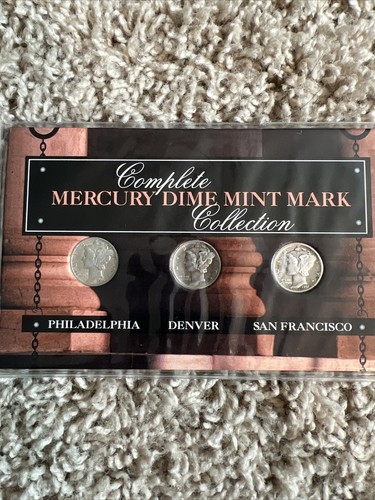 Complete
MERCURY DIME MINT MARK
Collection
PHILADELPHIA DENVER SAN FRANCISCO